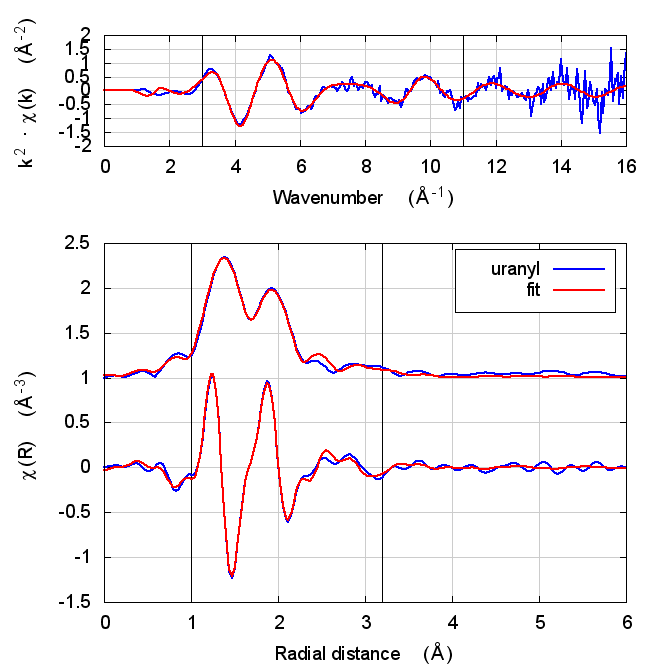 k² · χ(k) (Å⁻²)
2
1.5
1
0.5
0
-0.5
-1
-1.5
-2
0 2 4 6 8 10 12 14 16
Wavenumber (Å⁻¹)
χ(R) (Å⁻³)
2.5
2
1.5
1
0.5
0
-0.5
-1
-1.5
uranyl
fit
0 1 2 3 4 5 6
Radial distance (Å)